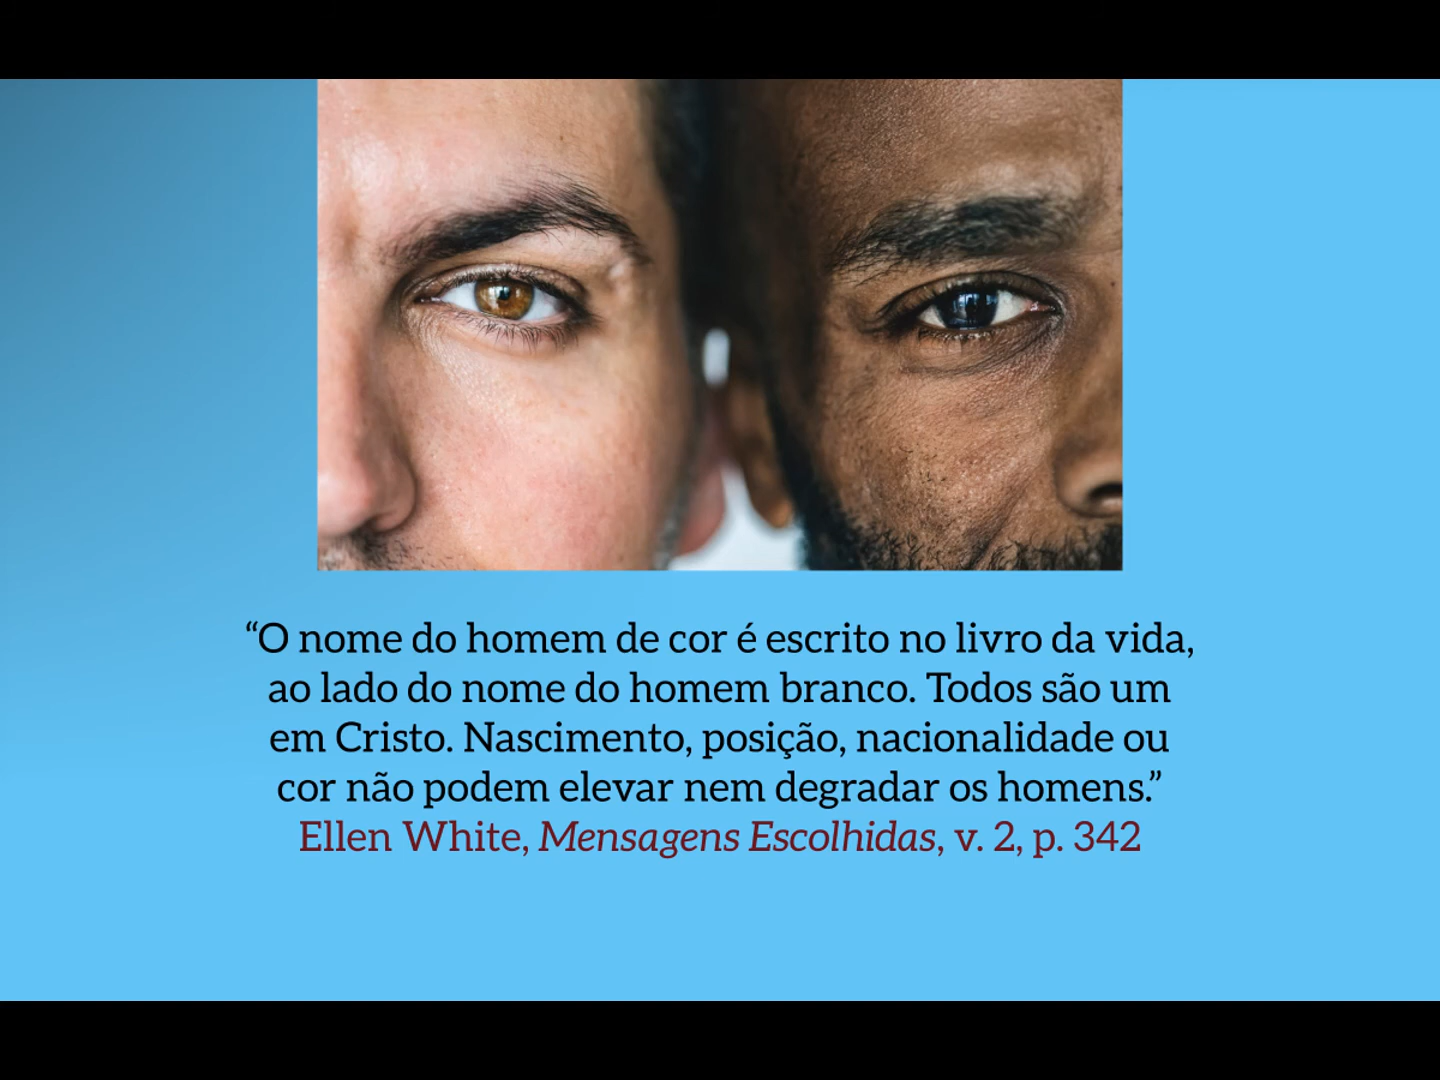 “O nome do homem de cor é escrito no livro da vida,
ao lado do nome do homem branco. Todos são um
em Cristo. Nascimento, posição, nacionalidade ou
cor não podem elevar nem degradar os homens.”
Ellen White, Mensagens Escolhidas, v. 2, p. 342